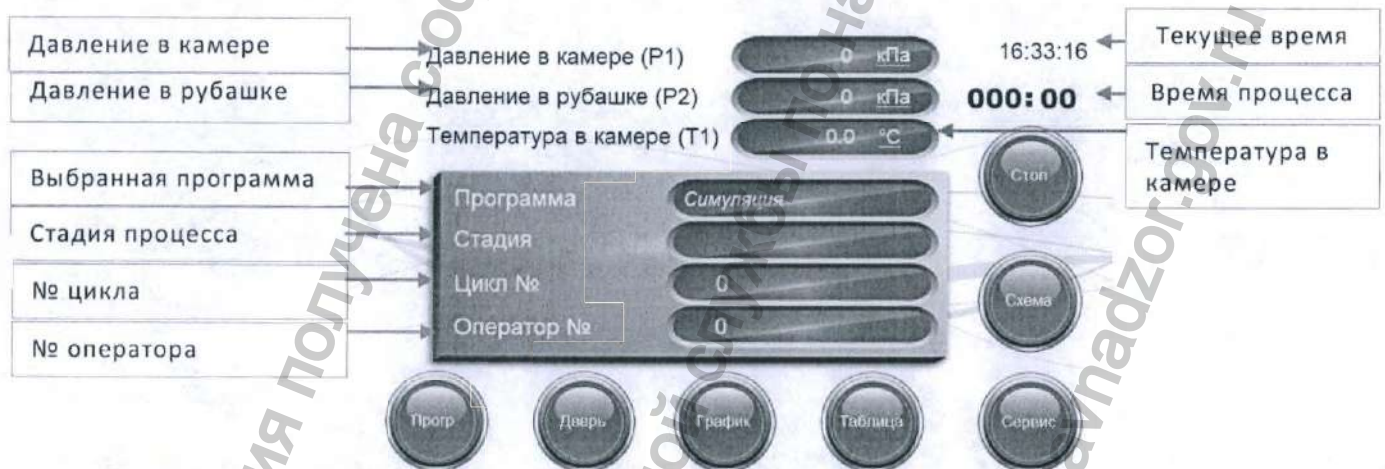 Давление в камере
Давление в рубашке
Выбранная программа
Стадия процесса
№ цикла
№ оператора
Давление в камере (P1) 0 кПа
Давление в рубашке (P2) 0 кПа
Температура в камере (T1) 0.0 °C
16:33:16
000:00
Текущее время
Время процесса
Температура в
камере
Программа Симуляция
Стадия
Цикл № 0
Оператор № 0
Стоп
Схема
Прогр
Дверь
График
Таблица
Сервис